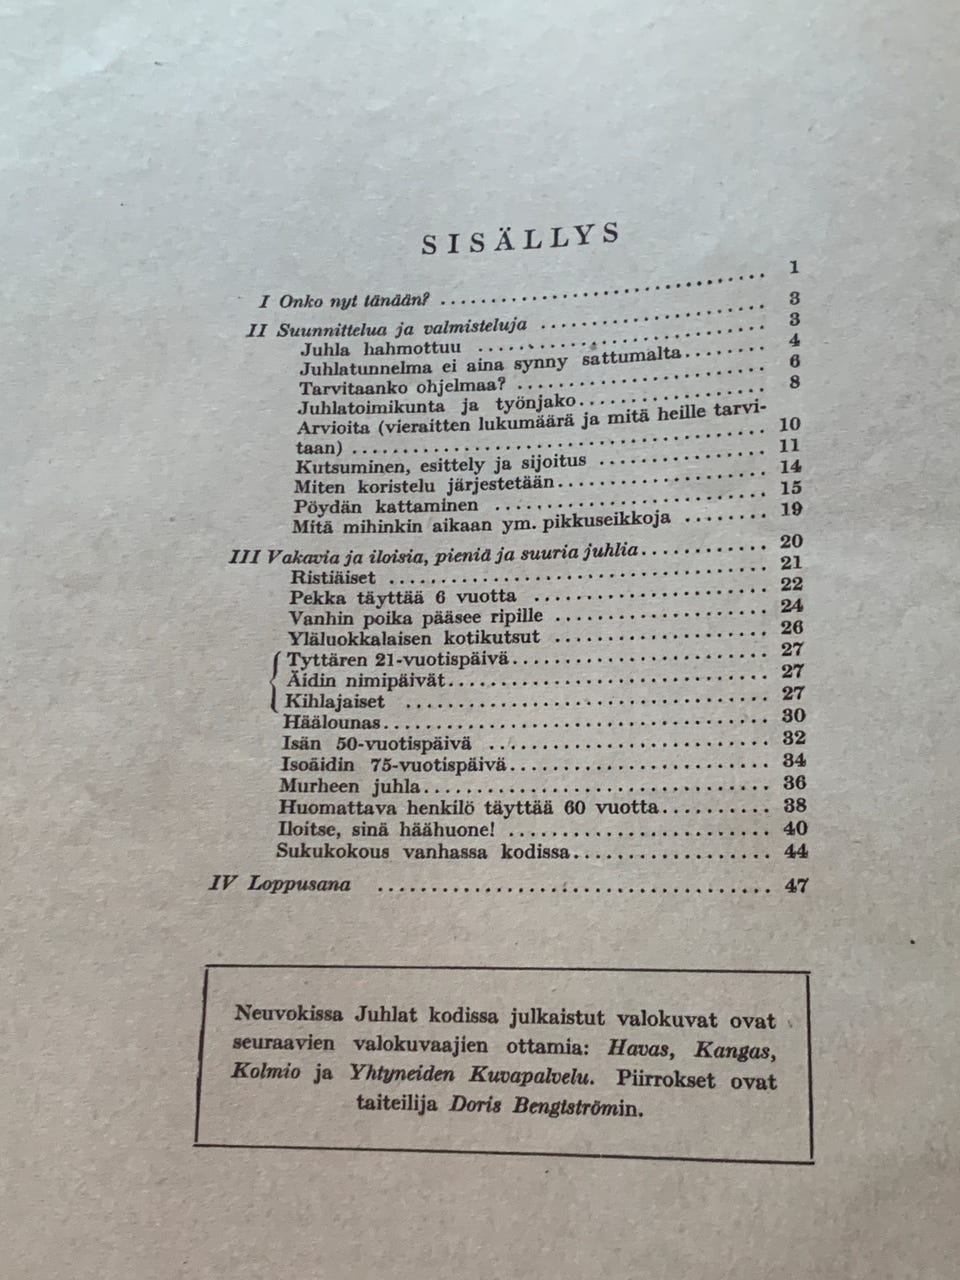 SISÄLLYS
I Onko nyt tänään? ........................ 1
II Suunnittelua ja valmisteluja .................. 3
Juhla hahmottuu ...................... 3
Juhlatunnelma ei aina synny sattumalta....... 4
Tarvitaanko ohjelmaa? .................... 6
Juhlatoimikunta ja työnjako............... 8
Arvioita (vieraitten lukumäärä ja mitä heille tarvi-
taan) ................................. 10
Kutsuminen, esittely ja sijoitus ............. 11
Miten koristelu järjestetään................ 14
Pöydän kattaminen ..................... 15
Mitä mihinkin aikaan ym. pikkuseikkoja ....... 19
III Vakavia ja iloisia, pieniä ja suuria juhlia.......... 20
Ristiäiset ............................. 21
Pekka täyttää 6 vuotta .................. 22
Vanhin poika pääsee ripille ................ 24
Yläluokkalaisen kotikutsut ................ 26
Tyttären 21-vuotispäivä.................... 27
Äidin nimipäivät......................... 27
Kihlajaiset ............................ 27
Häälounas.............................. 30
Isän 50-vuotispäivä ..................... 32
Isoäidin 75-vuotispäivä.................... 34
Murheen juhla........................... 36
Huomattava henkilö täyttää 60 vuotta......... 38
Iloitse, sinä häähuone! .................... 40
Sukukokous vanhassa kodissa............... 44
IV Loppusana .............................. 47
Neuvokissa Juhlat kodissa julkaistut valokuvat ovat
seuraavien valokuvaajien ottamia: Havas, Kangas,
Kolmio ja Yhtyneiden Kuvapalvelu. Piirrokset ovat
taiteilija Doris Bengtströmin.